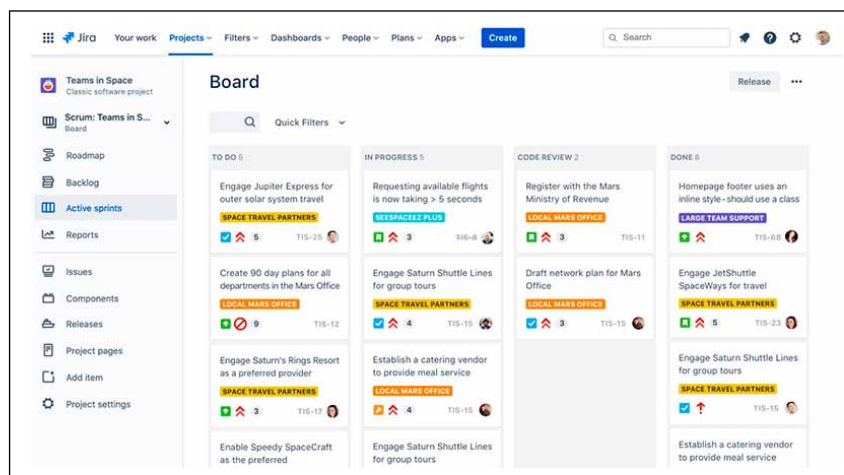 Jira Your work Projects Filters Dashboards People Plans Apps Create Search
Teams in Space
Classic software project
Scrum: Teams in S...
Board
Roadmap
Backlog
Active sprints
Reports
Issues
Components
Releases
Project pages
Add item
Project settings
Board
Release
Quick Filters
TO DO 5
Engage Jupiter Express for
outer solar system travel
SPACE TRAVEL PARTNERS
5 TIS-25
Create 90 day plans for all
departments in the Mars Office
LOCAL MARS OFFICE
9 TIS-12
Engage Saturn's Rings Resort
as a preferred provider
SPACE TRAVEL PARTNERS
3 TIS-17
Enable Speedy SpaceCraft
as the preferred
IN PROGRESS 5
Requesting available flights
is now taking > 5 seconds
SEESPACEEZ PLUS
3 TIS-8
Engage Saturn Shuttle Lines
for group tours
SPACE TRAVEL PARTNERS
4 TIS-15
Establish a catering vendor
to provide meal service
LOCAL MARS OFFICE
4 TIS-15
Engage Saturn Shuttle Lines
for group tours
CODE REVIEW 2
Register with the Mars
Ministry of Revenue
LOCAL MARS OFFICE
3 TIS-11
Draft network plan for Mars
Office
LOCAL MARS OFFICE
3 TIS-15
DONE 8
Homepage footer uses an
inline style-should use a class
LARGE TEAM SUPPORT
TIS-68
Engage JetShuttle
SpaceWays for travel
SPACE TRAVEL PARTNERS
5 TIS-23
Engage Saturn Shuttle Lines
for group tours
SPACE TRAVEL PARTNERS
TIS-15
Establish a catering vendor
to provide meal service